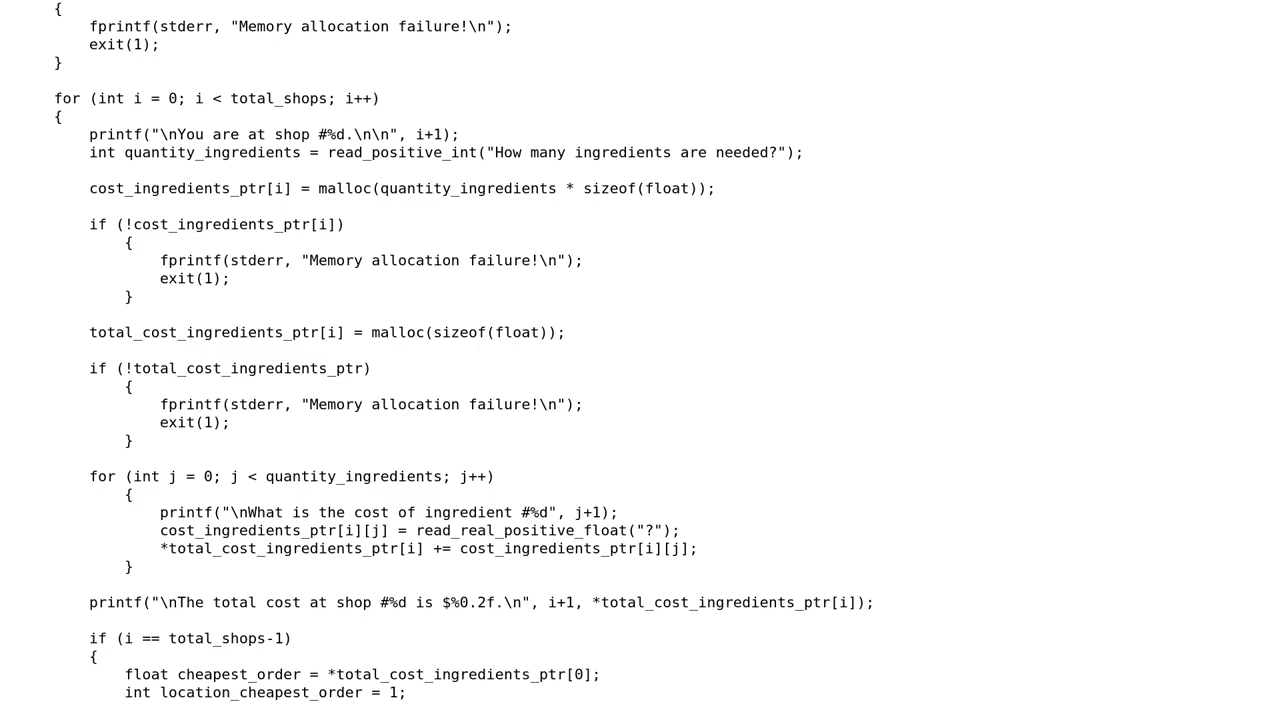 {
fprintf(stderr, "Memory allocation failure!\n");
exit(1);
}
for (int i = 0; i < total_shops; i++)
{
printf("\nYou are at shop #%d.\n\n", i+1);
int quantity_ingredients = read_positive_int("How many ingredients are needed?");
cost_ingredients_ptr[i] = malloc(quantity_ingredients * sizeof(float));
if (!cost_ingredients_ptr[i])
{
fprintf(stderr, "Memory allocation failure!\n");
exit(1);
}
total_cost_ingredients_ptr[i] = malloc(sizeof(float));
if (!total_cost_ingredients_ptr)
{
fprintf(stderr, "Memory allocation failure!\n");
exit(1);
}
for (int j = 0; j < quantity_ingredients; j++)
{
printf("\nWhat is the cost of ingredient #%d", j+1);
cost_ingredients_ptr[i][j] = read_real_positive_float("?");
*total_cost_ingredients_ptr[i] += cost_ingredients_ptr[i][j];
}
printf("\nThe total cost at shop #%d is $%0.2f.\n", i+1, *total_cost_ingredients_ptr[i]);
if (i == total_shops-1)
{
float cheapest_order = *total_cost_ingredients_ptr[0];
int location_cheapest_order = 1;